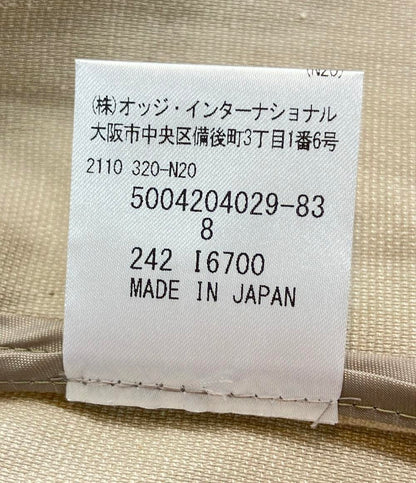 (N20)
(株)オッジ・インターナショナル
大阪市中央区備後町3丁目1番6号
2110 320-N20
5004204029-83
8
242 I6700
MADE IN JAPAN